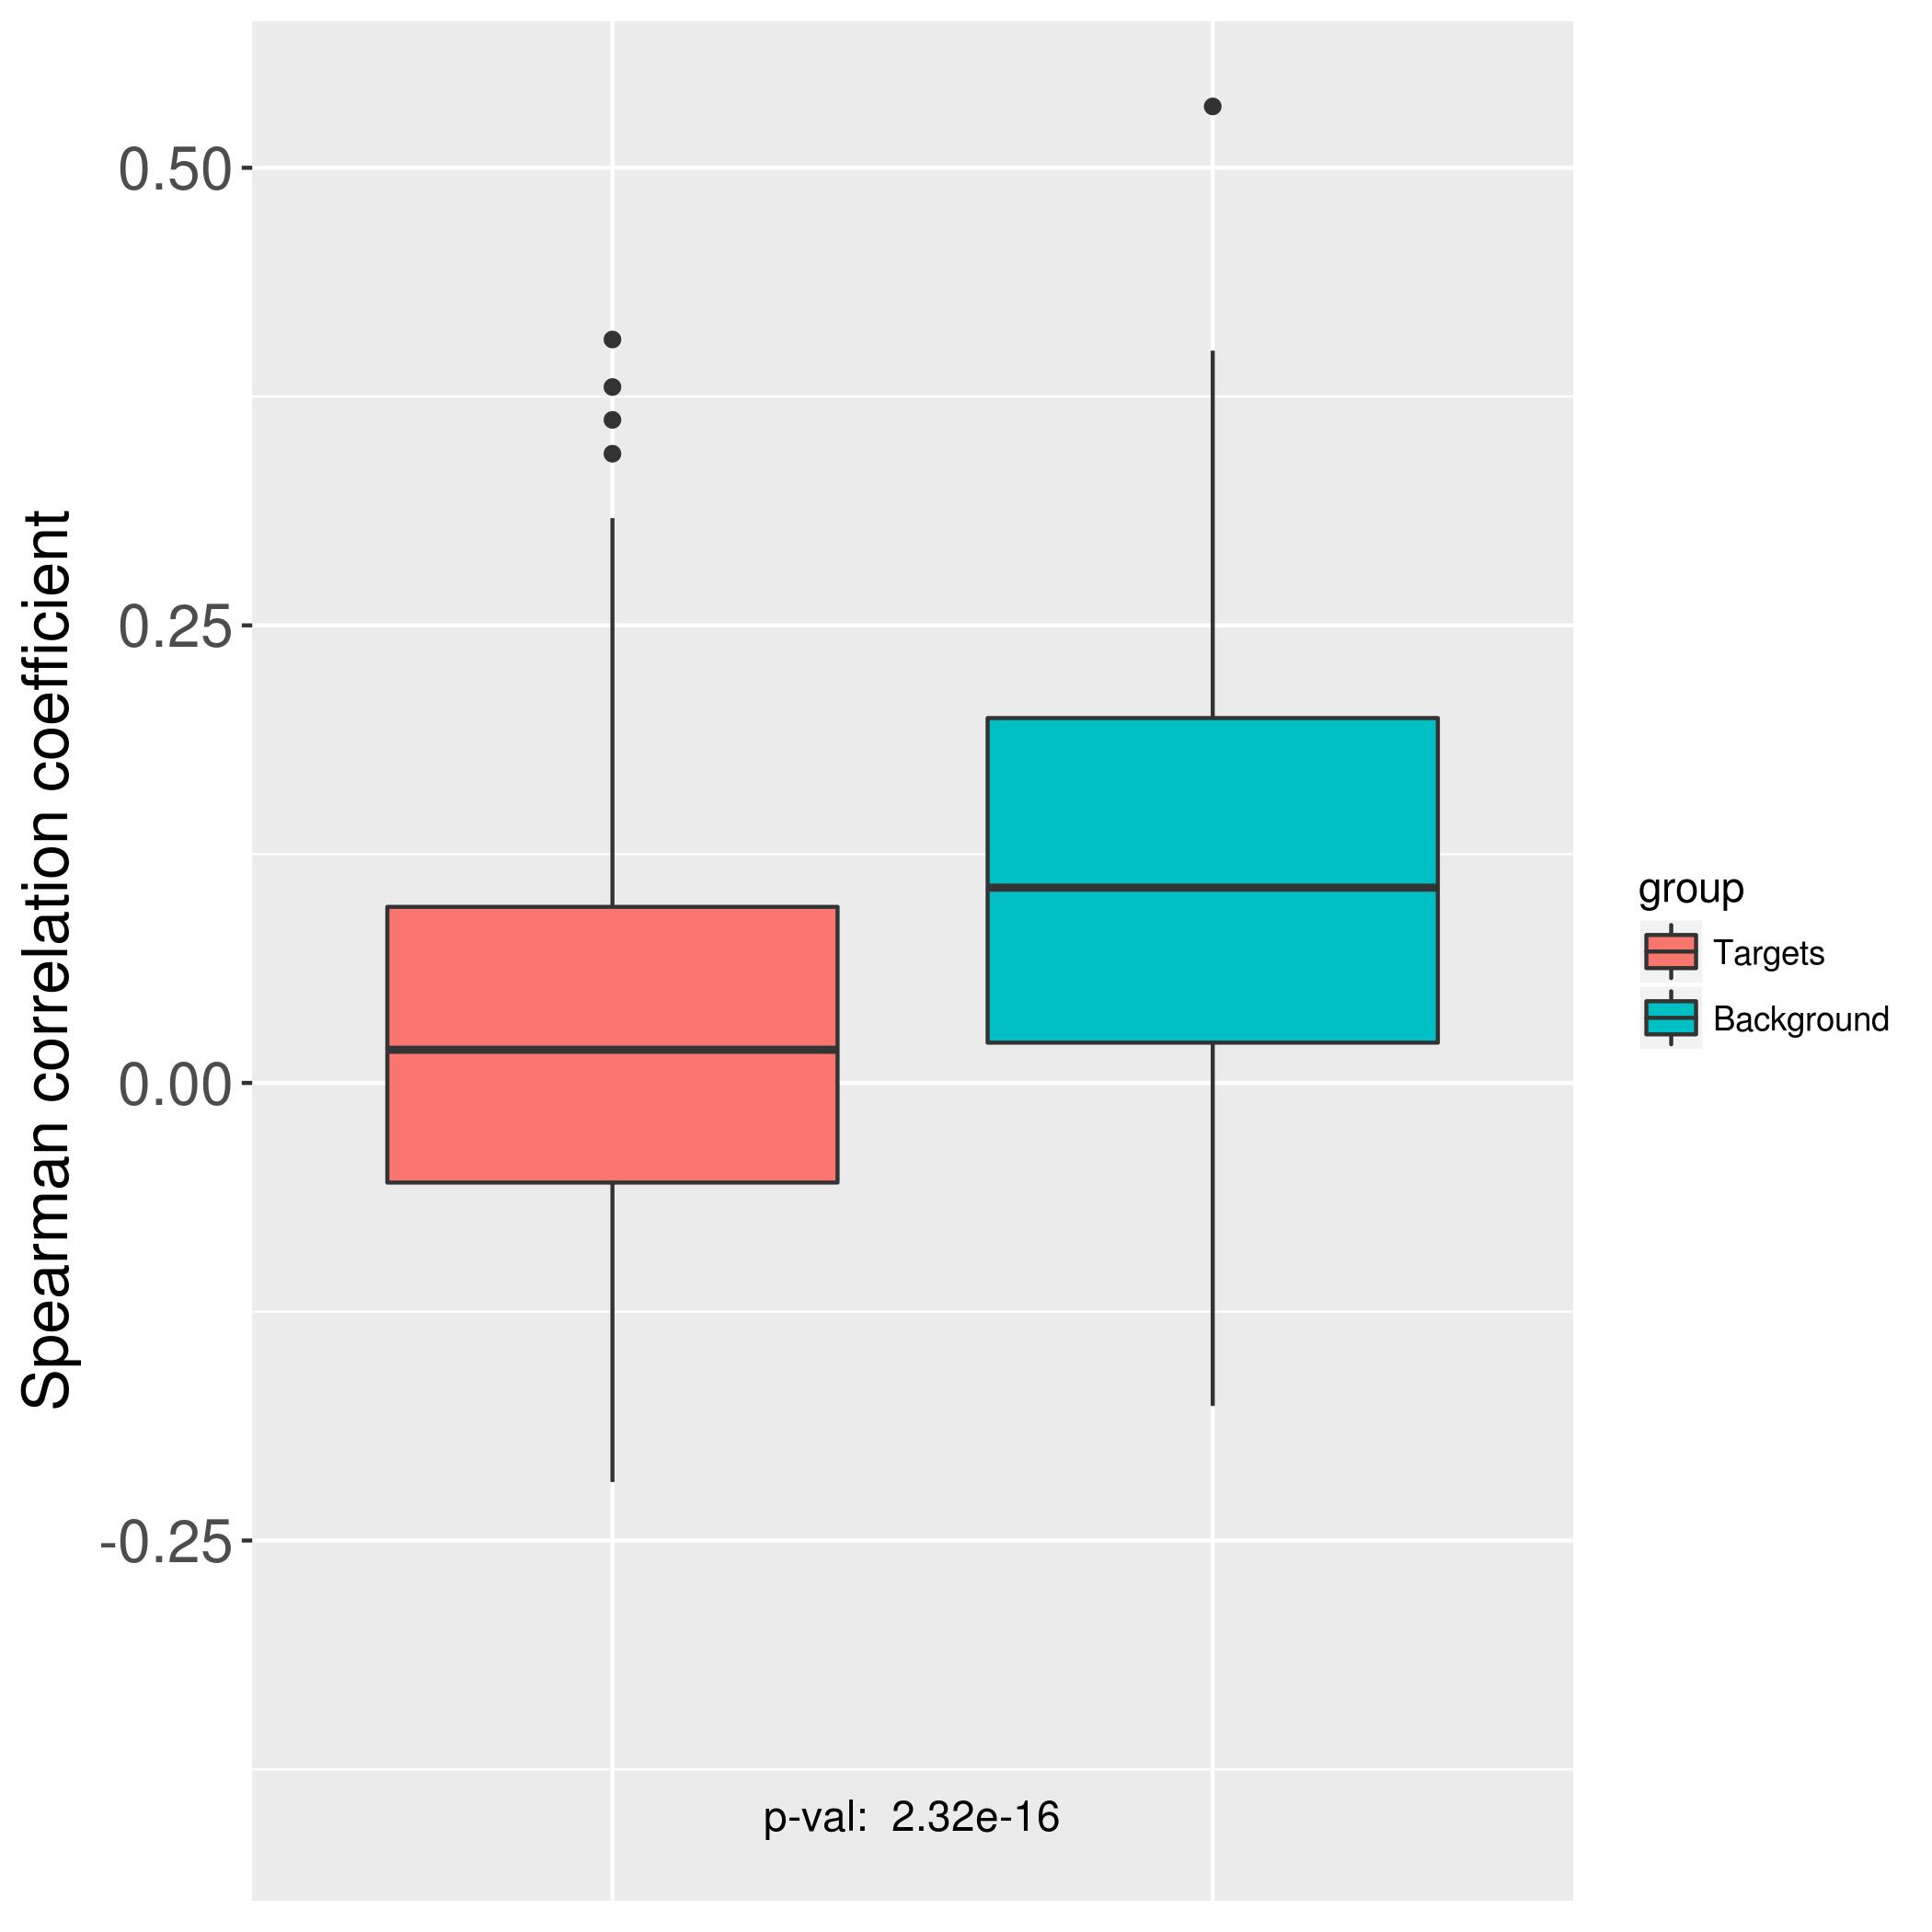 Spearman correlation coefficient
0.50
0.25
0.00
-0.25
p-val: 2.32e-16
group
Targets
Background